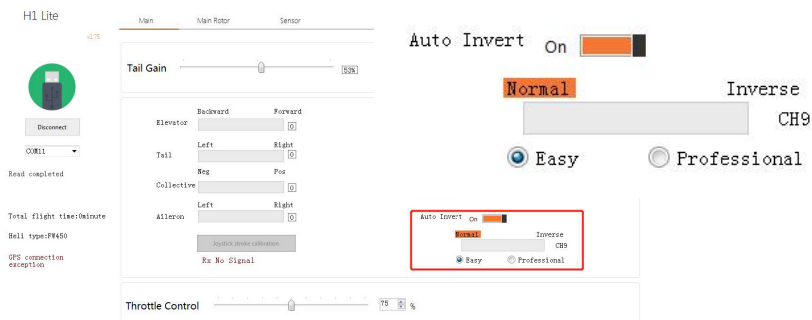 H1 Lite
v1.75
Disconnect
COM11
Read completed
Total flight time:0minute
Heli type:FW450
GPS connection
exception
Main Main Rotor Sensor
Tail Gain 53%
Backward Forward
Elevator 0
Left Right
Tail 0
Neg Pos
Collective 0
Left Right
Aileron 0
Joystick stroke calibration
Rx No Signal
Auto Invert On
Normal Inverse
CH9
Easy Professional
Auto Invert On
Normal Inverse
CH9
Easy Professional
Throttle Control 75 %